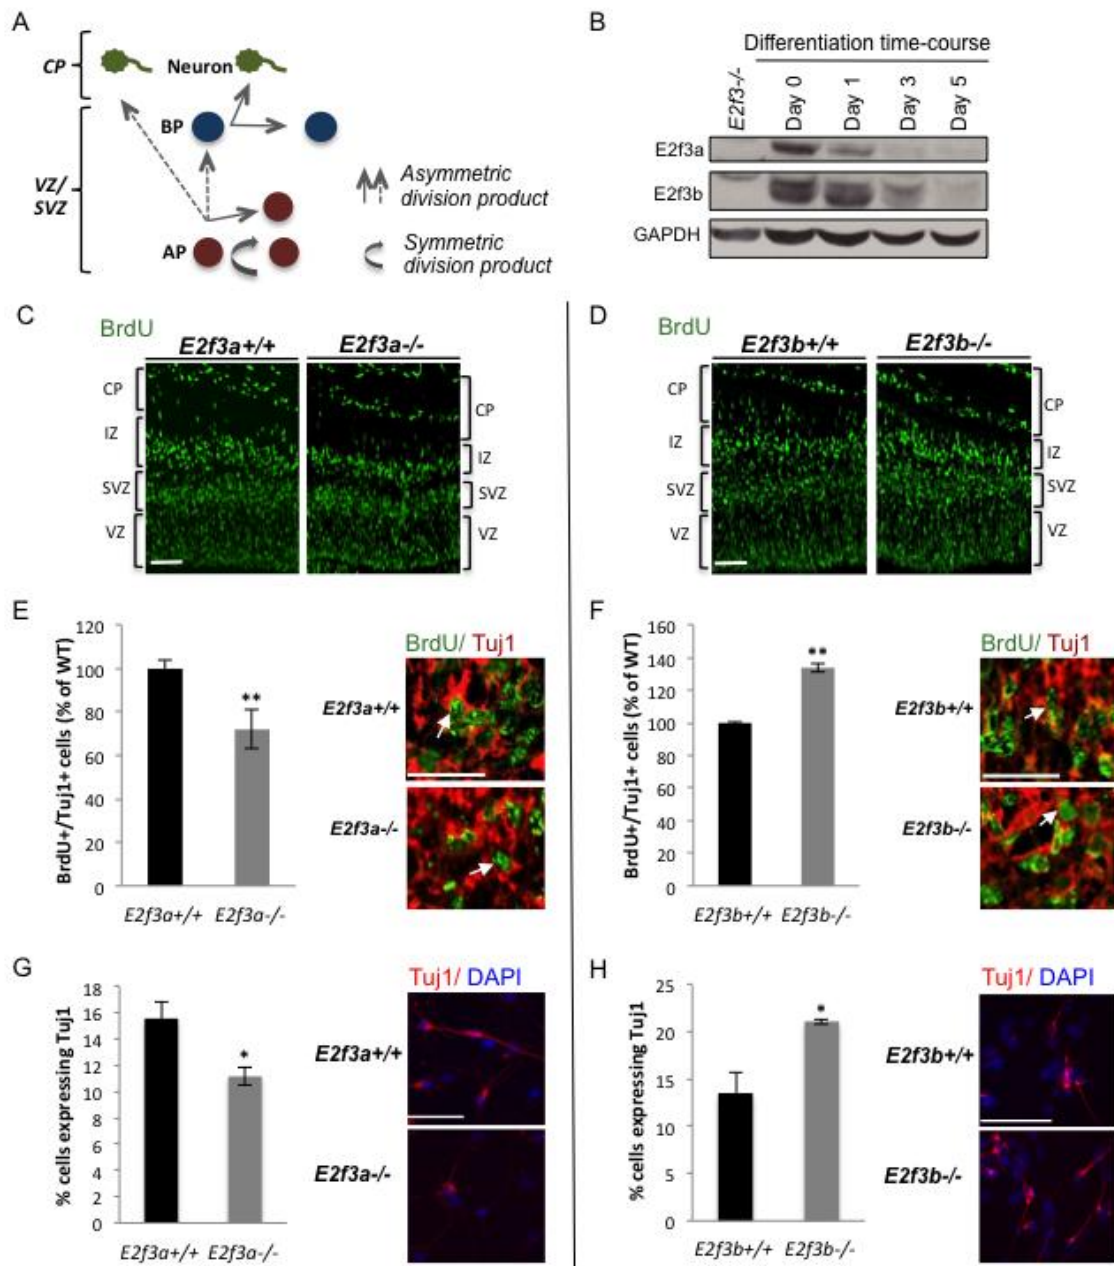 A
CP
Neuron
BP
VZ/
SVZ
AP
Asymmetric
division product
Symmetric
division product
B
Differentiation time-course
E2f3-/-
Day 0
Day 1
Day 3
Day 5
E2f3a
E2f3b
GAPDH
C
BrdU
E2f3a+/+
E2f3a-/-
CP
IZ
SVZ
VZ
CP
IZ
SVZ
VZ
D
BrdU
E2f3b+/+
E2f3b-/-
CP
IZ
SVZ
VZ
CP
IZ
SVZ
VZ
E
BrdU+/Tuj1+ cells (% of WT)
120
100
80
60
40
20
0
**
E2f3a+/+
E2f3a-/-
BrdU/ Tuj1
E2f3a+/+
E2f3a-/-
F
BrdU+/Tuj1+ cells (% of WT)
160
140
120
100
80
60
40
20
0
**
E2f3b+/+
E2f3b-/-
BrdU/ Tuj1
E2f3b+/+
E2f3b-/-
G
% cells expressing Tuj1
18
16
14
12
10
8
6
4
2
0
*
E2f3a+/+
E2f3a-/-
Tuj1/ DAPI
E2f3a+/+
E2f3a-/-
H
% cells expressing Tuj1
25
20
15
10
5
0
*
E2f3b+/+
E2f3b-/-
Tuj1/ DAPI
E2f3b+/+
E2f3b-/-